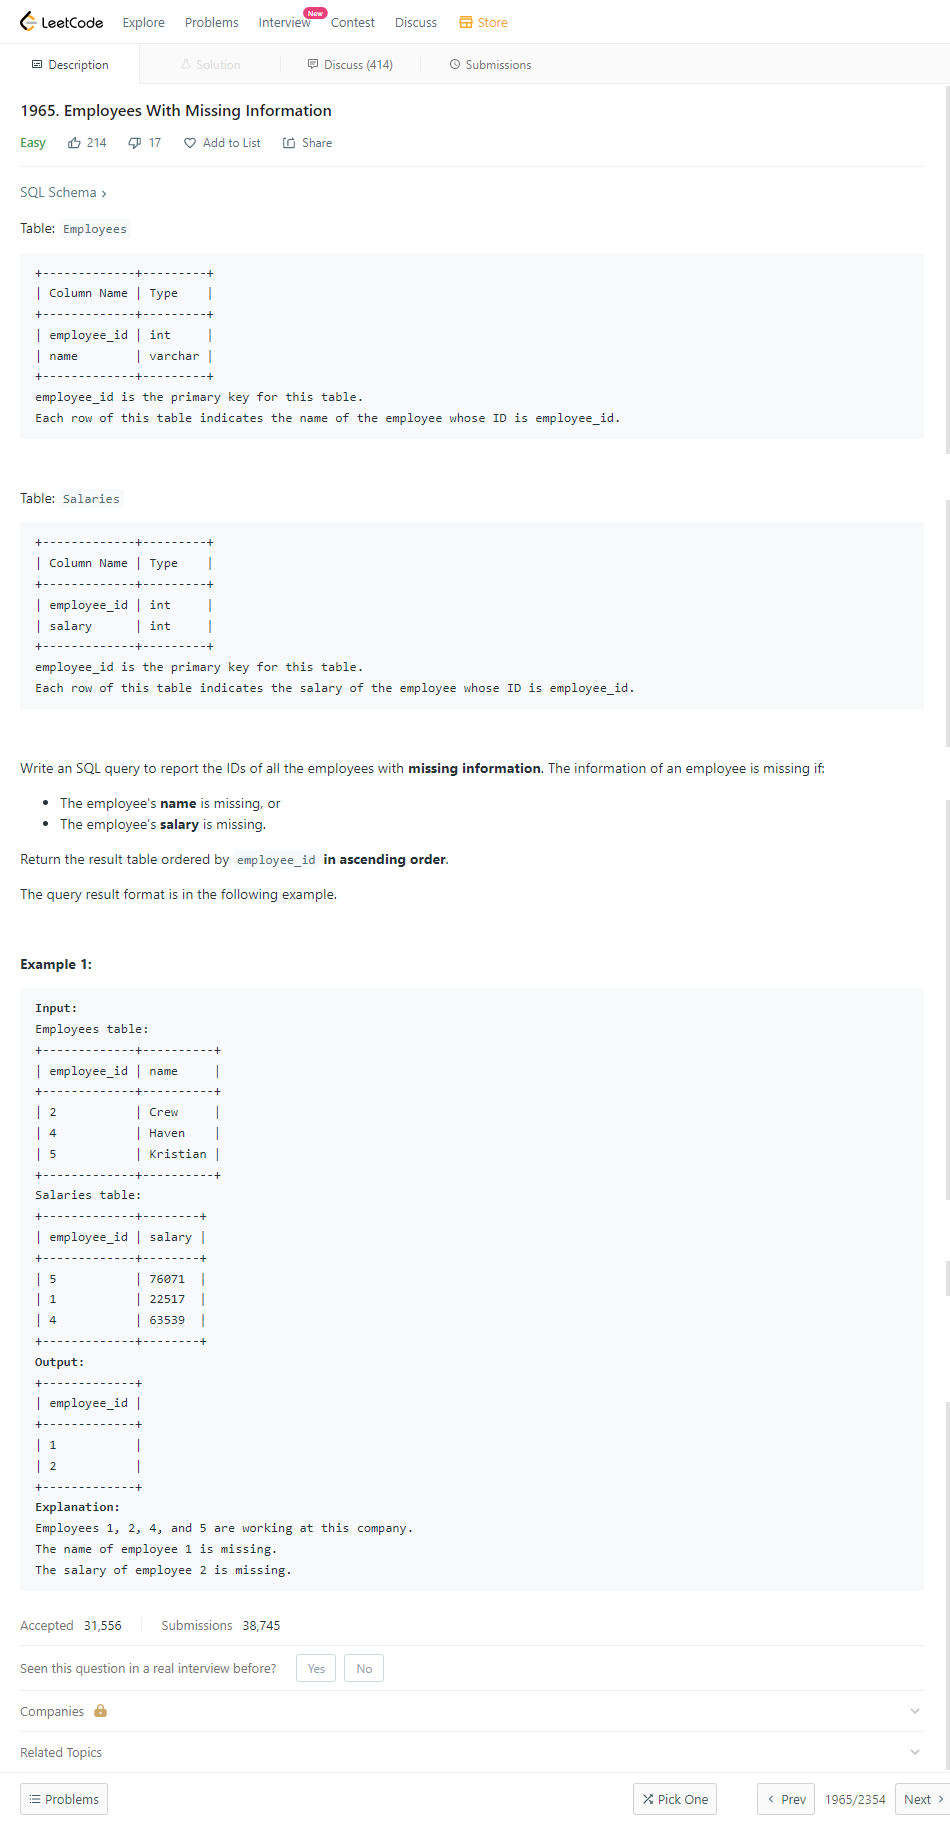 LeetCode Explore Problems Interview New Contest Discuss Store
Description Solution Discuss (414) Submissions
1965. Employees With Missing Information
Easy 214 17 Add to List Share
SQL Schema >
Table: Employees
+-------------+---------+
| Column Name | Type    |
+-------------+---------+
| employee_id | int     |
| name        | varchar |
+-------------+---------+
employee_id is the primary key for this table.
Each row of this table indicates the name of the employee whose ID is employee_id.
Table: Salaries
+-------------+---------+
| Column Name | Type    |
+-------------+---------+
| employee_id | int     |
| salary      | int     |
+-------------+---------+
employee_id is the primary key for this table.
Each row of this table indicates the salary of the employee whose ID is employee_id.
Write an SQL query to report the IDs of all the employees with missing information. The information of an employee is missing if:
• The employee's name is missing, or
• The employee's salary is missing.
Return the result table ordered by employee_id in ascending order.
The query result format is in the following example.
Example 1:
Input:
Employees table:
+-------------+----------+
| employee_id | name     |
+-------------+----------+
| 2           | Crew     |
| 4           | Haven    |
| 5           | Kristian |
+-------------+----------+
Salaries table:
+-------------+--------+
| employee_id | salary |
+-------------+--------+
| 5           | 76071  |
| 1           | 22517  |
| 4           | 63539  |
+-------------+--------+
Output:
+-------------+
| employee_id |
+-------------+
| 1           |
| 2           |
+-------------+
Explanation:
Employees 1, 2, 4, and 5 are working at this company.
The name of employee 1 is missing.
The salary of employee 2 is missing.
Accepted 31,556 Submissions 38,745
Seen this question in a real interview before? Yes No
Companies
Related Topics
Problems Pick One < Prev 1965/2354 Next >